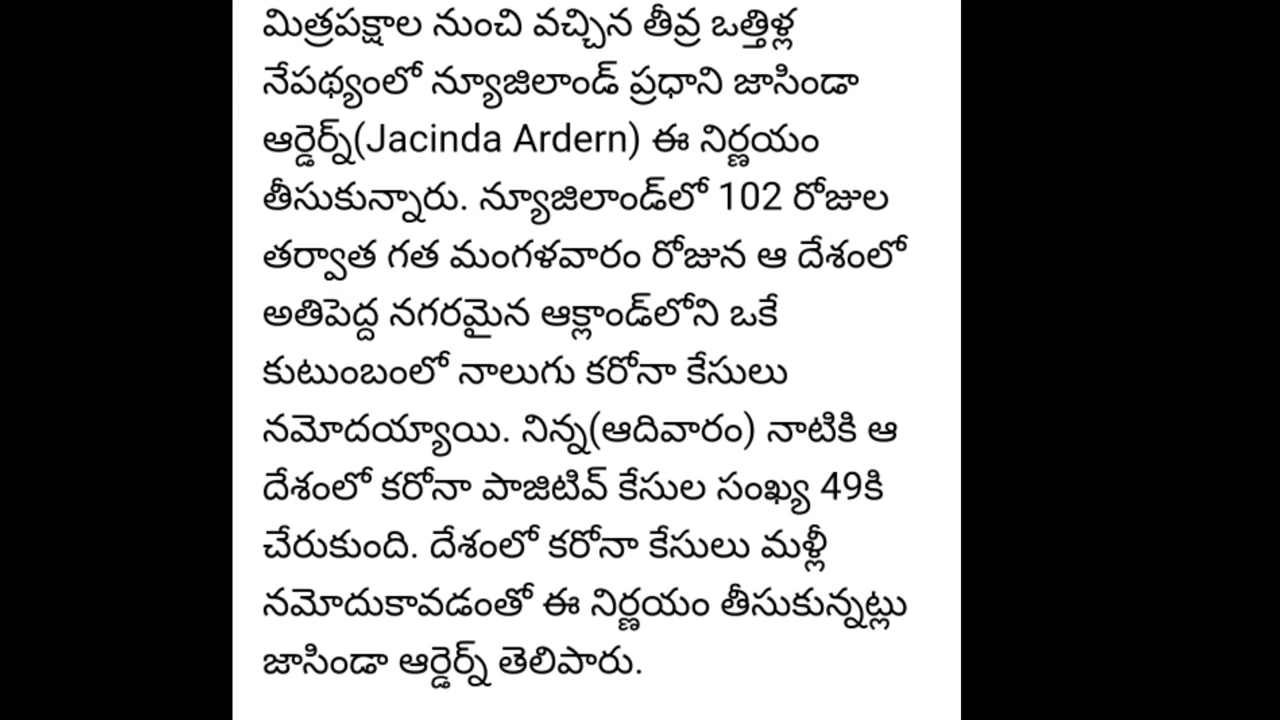 మిత్రపక్షాల నుంచి వచ్చిన తీవ్ర ఒత్తిళ్ల
నేపథ్యంలో న్యూజిలాండ్ ప్రధాని జాసిండా
ఆర్డెర్న్(Jacinda Ardern) ఈ నిర్ణయం
తీసుకున్నారు. న్యూజిలాండ్‌లో 102 రోజుల
తర్వాత గత మంగళవారం రోజున ఆ దేశంలో
అతిపెద్ద నగరమైన ఆక్లాండ్‌లోని ఒకే
కుటుంబంలో నాలుగు కరోనా కేసులు
నమోదయ్యాయి. నిన్న(ఆదివారం) నాటికి ఆ
దేశంలో కరోనా పాజిటివ్ కేసుల సంఖ్య 49కి
చేరుకుంది. దేశంలో కరోనా కేసులు మళ్లీ
నమోదుకావడంతో ఈ నిర్ణయం తీసుకున్నట్లు
జాసిండా ఆర్డెర్న్ తెలిపారు.